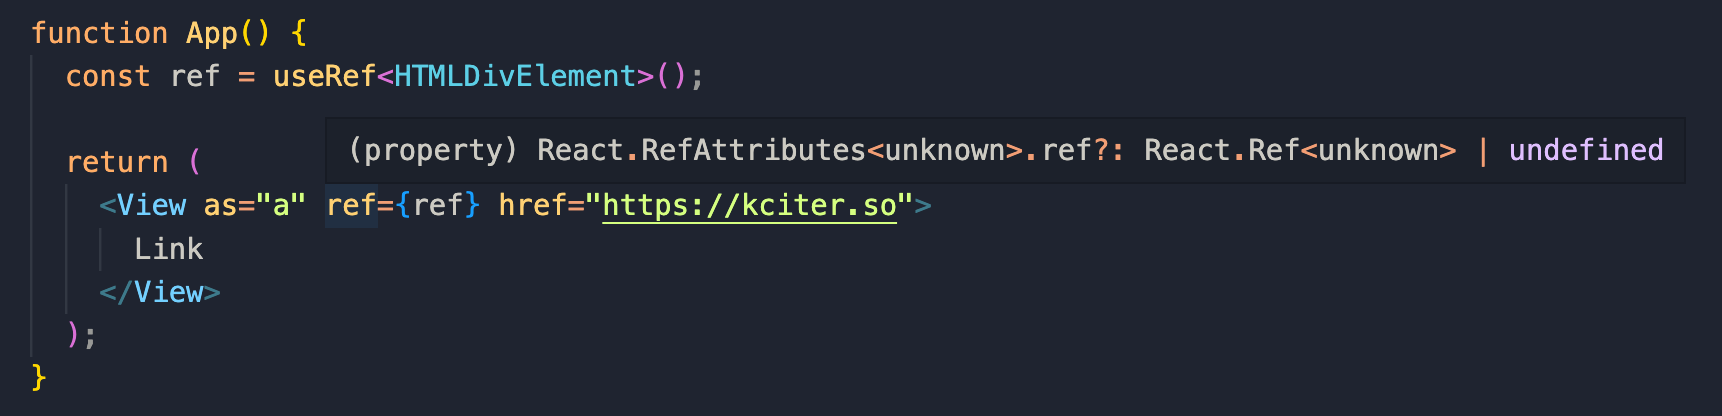 function App() {
const ref = useRef<HTMLDivElement>();
(property) React.RefAttributes<unknown>.ref?: React.Ref<unknown> | undefined
return (
<View as="a" ref={ref} href="https://kciter.so">
Link
</View>
);
}